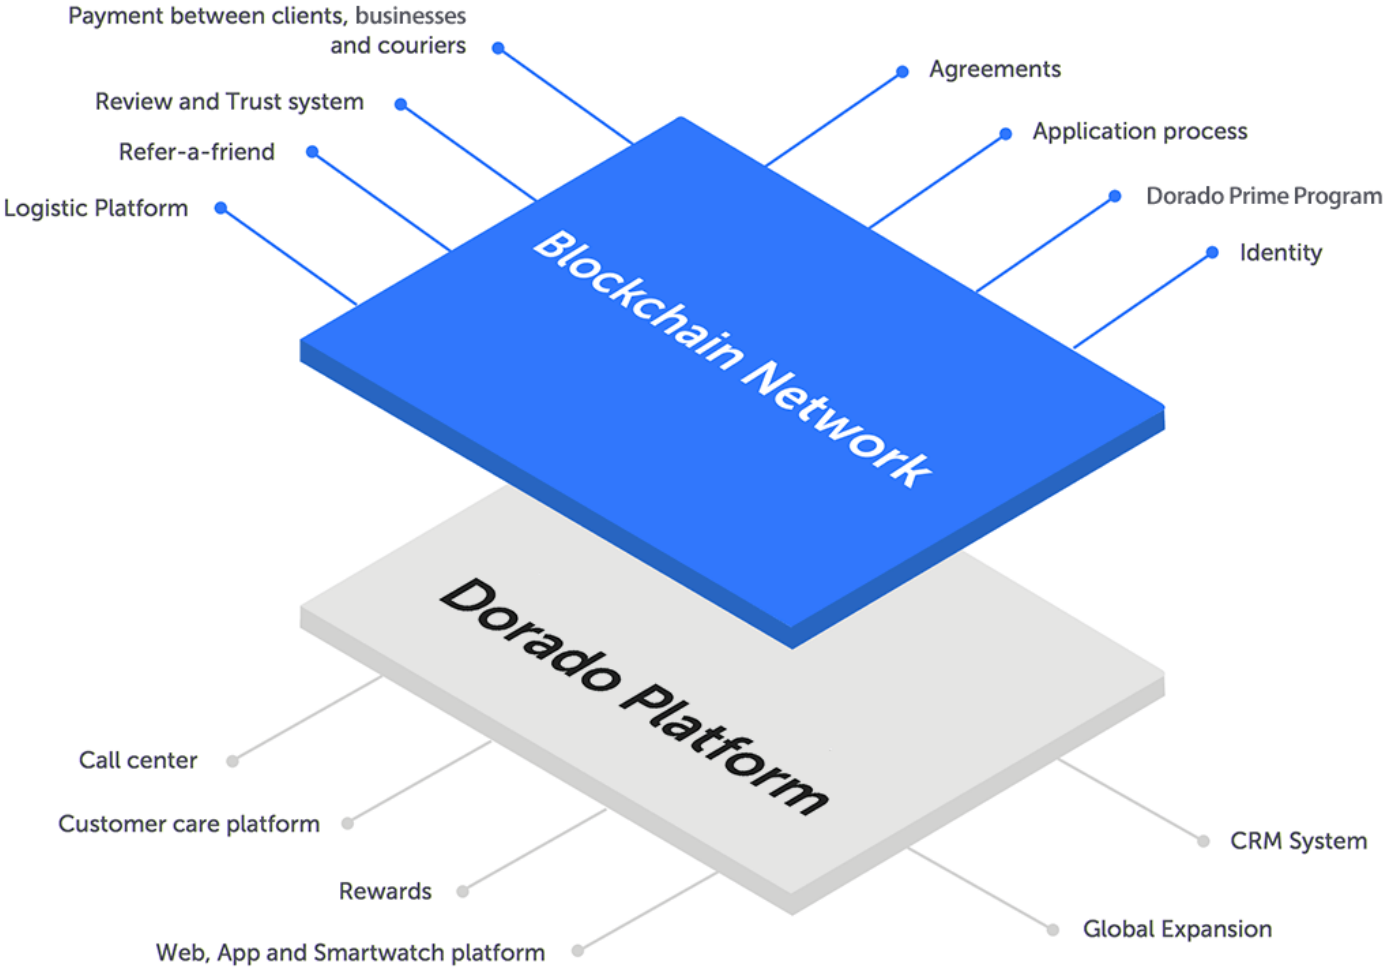 Payment between clients, businesses
and couriers
Agreements
Review and Trust system
Application process
Refer-a-friend
Dorado Prime Program
Logistic Platform
Identity
Blockchain Network
Dorado Platform
Call center
Customer care platform
CRM System
Rewards
Global Expansion
Web, App and Smartwatch platform